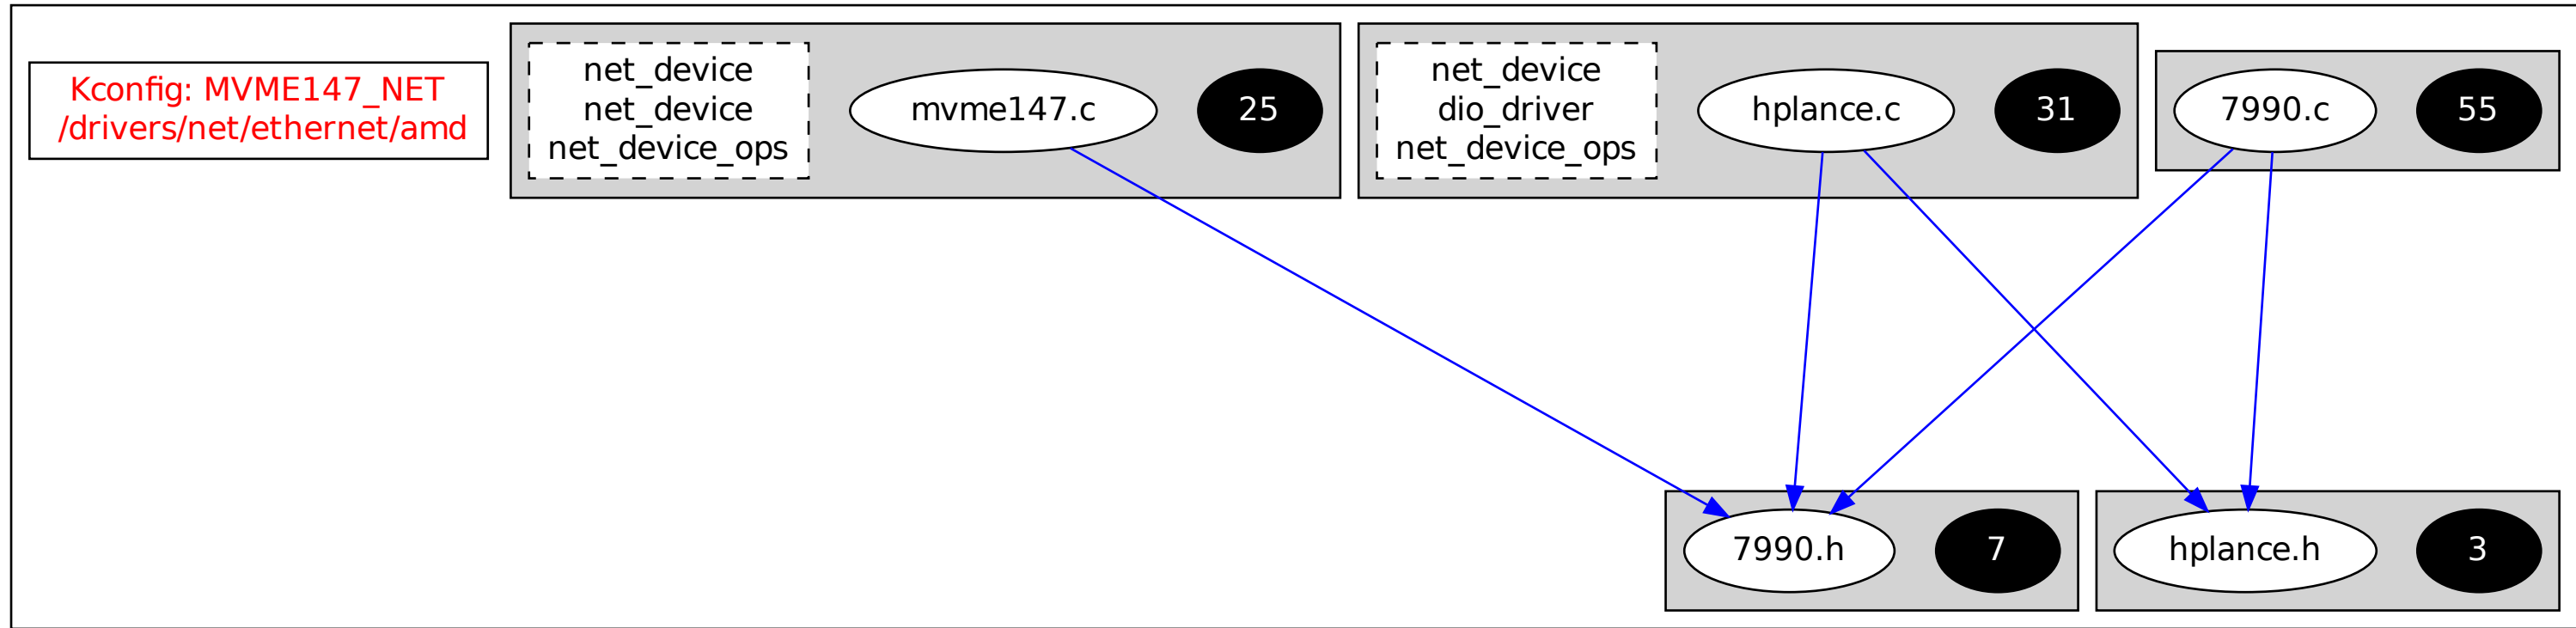 Kconfig: MVME147_NET
/drivers/net/ethernet/amd
net_device
net_device
net_device_ops
mvme147.c
25
net_device
dio_driver
net_device_ops
hplance.c
31
7990.c
55
7990.h
7
hplance.h
3